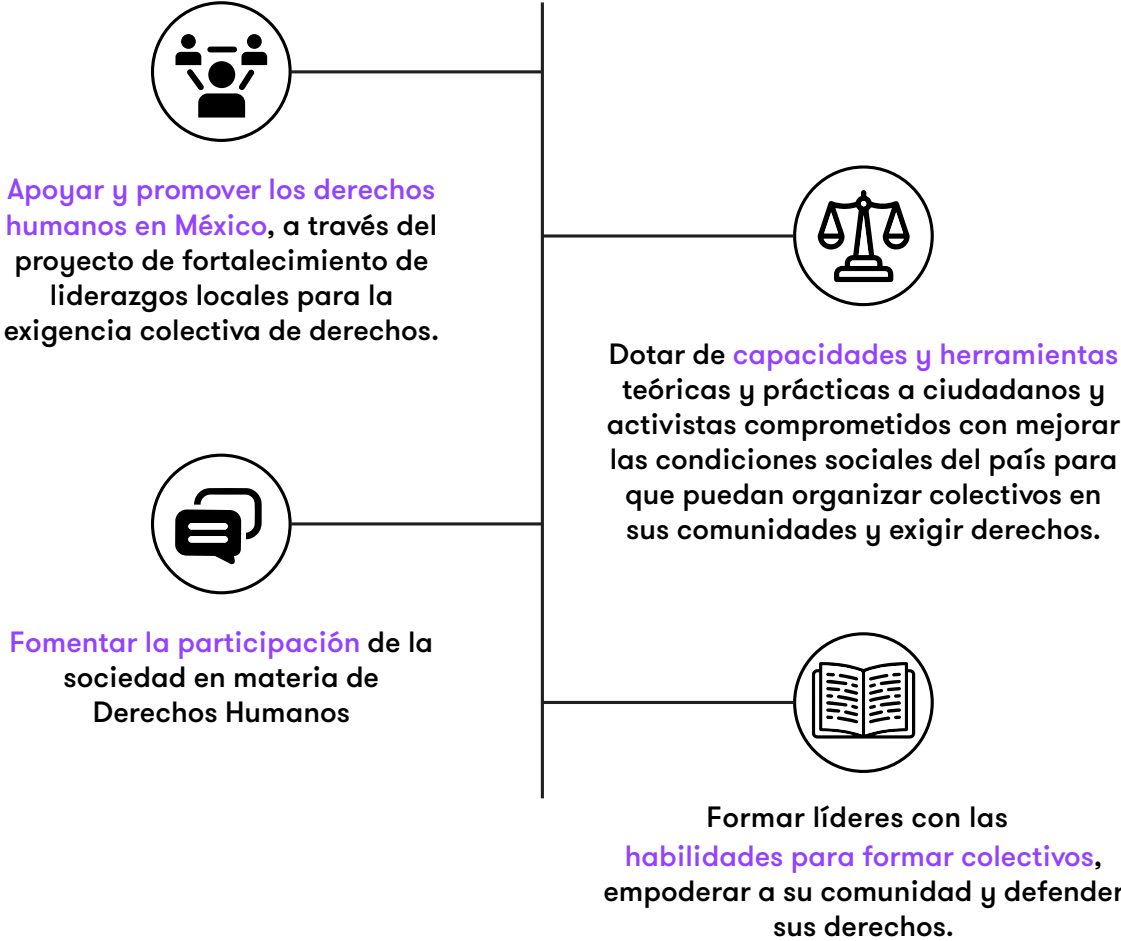 Apoyar y promover los derechos
humanos en México, a través del
proyecto de fortalecimiento de
liderazgos locales para la
exigencia colectiva de derechos.
Dotar de capacidades y herramientas
teóricas y prácticas a ciudadanos y
activistas comprometidos con mejorar
las condiciones sociales del país para
que puedan organizar colectivos en
sus comunidades y exigir derechos.
Fomentar la participación de la
sociedad en materia de
Derechos Humanos
Formar líderes con las
habilidades para formar colectivos,
empoderar a su comunidad y defender
sus derechos.